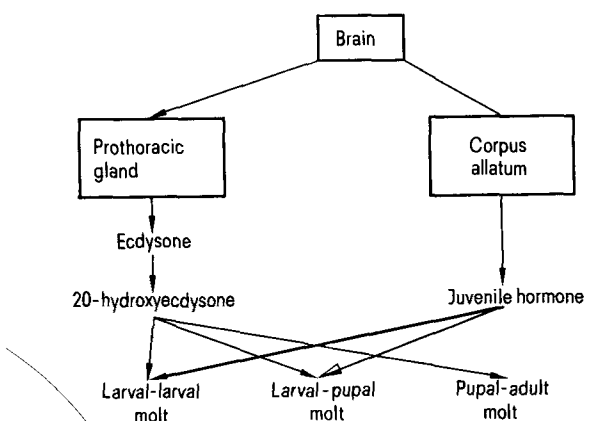 Brain
Prothoracic
gland
Corpus
allatum
Ecdysone
20-hydroxyecdysone
Juvenile hormone
Larval-larval
molt
Larval-pupal
molt
Pupal-adult
molt